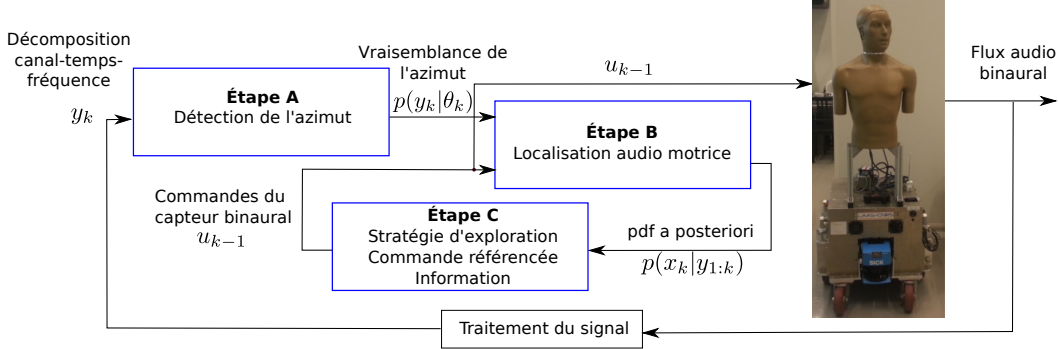 Décomposition
canal-temps-
fréquence
$y_k$
Étape A
Détection de l'azimut
Vraisemblance de
l'azimut
$p(y_k|\theta_k)$
$u_{k-1}$
Flux audio
binaural
Étape B
Localisation audio motrice
Commandes du
capteur binaural
$u_{k-1}$
Étape C
Stratégie d'exploration
Commande référencée
Information
pdf a posteriori
$p(x_k|y_{1:k})$
SICK
Traitement du signal